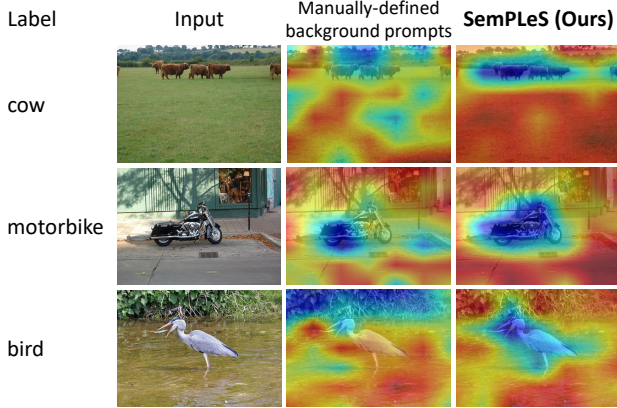 Label
Input
Manually-defined
background prompts
SemPLeS (Ours)
cow
motorbike
bird